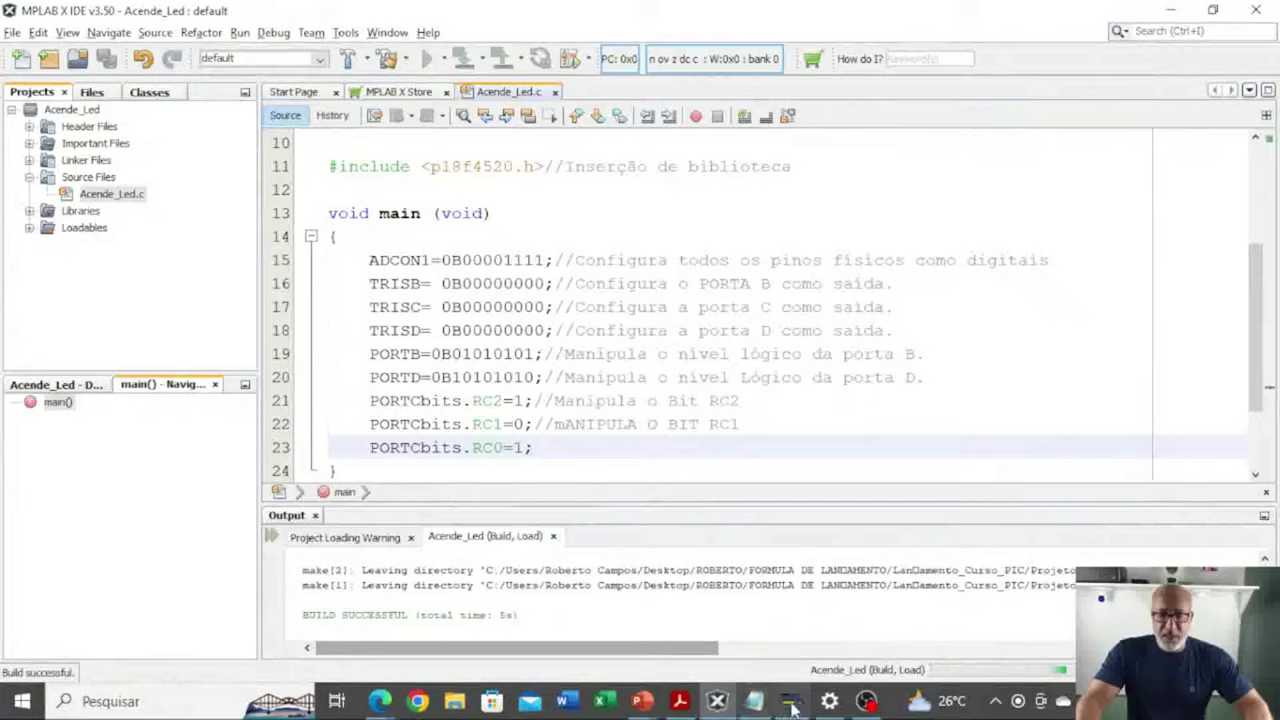 MPLAB X IDE v3.50 - Acende_Led : default
File Edit View Navigate Source Refactor Run Debug Team Tools Window Help
Search (Ctrl+I)
default
PC: 0x0
n ov z dc c : W:0x0 : bank 0
How do I?
Projects Files Classes
Start Page MPLAB X Store Acende_Led.c
Source History
Acende_Led
Header Files
Important Files
Linker Files
Source Files
Acende_Led.c
Libraries
Loadables
10
11 #include <p18f4520.h>//Inserção de biblioteca
12
13 void main (void)
14 {
15 ADCON1=0B00001111;//Configura todos os pinos físicos como digitais
16 TRISB= 0B00000000;//Configura o PORTA B como saída.
17 TRISC= 0B00000000;//Configura a porta C como saída.
18 TRISD= 0B00000000;//Configura a porta D como saída.
19 PORTB=0B01010101;//Manipula o nível lógico da porta B.
20 PORTD=0B10101010;//Manipula o nível Lógico da porta D.
21 PORTCbits.RC2=1;//Manipula o Bit RC2
22 PORTCbits.RC1=0;//mANIPULA O BIT RC1
23 PORTCbits.RC0=1;
24 }
Acende_Led - D... main() - Navig...
main()
main
Output
Project Loading Warning Acende_Led (Build, Load)
make[2]: Leaving directory 'C:/Users/Roberto Campos/Desktop/ROBERTO/FORMULA DE LAN□AMENTO/Lan□amento_Curso_PIC/Projeto
make[1]: Leaving directory 'C:/Users/Roberto Campos/Desktop/ROBERTO/FORMULA DE LAN□AMENTO/Lan□amento_Curso_PIC/Projeto
BUILD SUCCESSFUL (total time: 5s)
Build successful.
Acende_Led (Build, Load)
Pesquisar
26°C